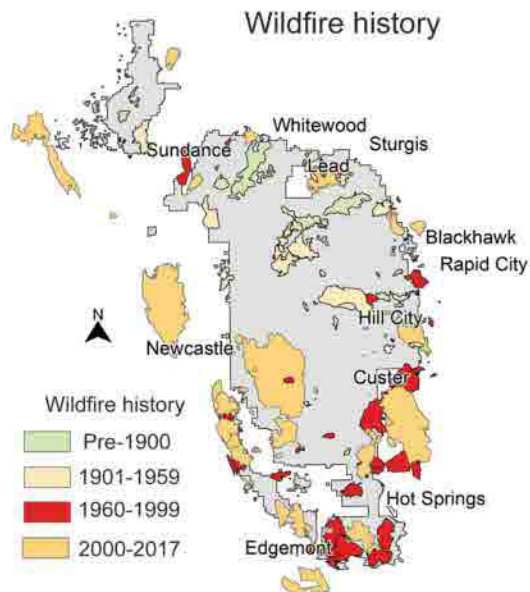 Wildfire history
Whitewood
Sturgis
Sundance
Lead
Blackhawk
Rapid City
Hill City
N
Newcastle
Custer
Wildfire history
Pre-1900
1901-1959
1960-1999
2000-2017
Hot Springs
Edgemont